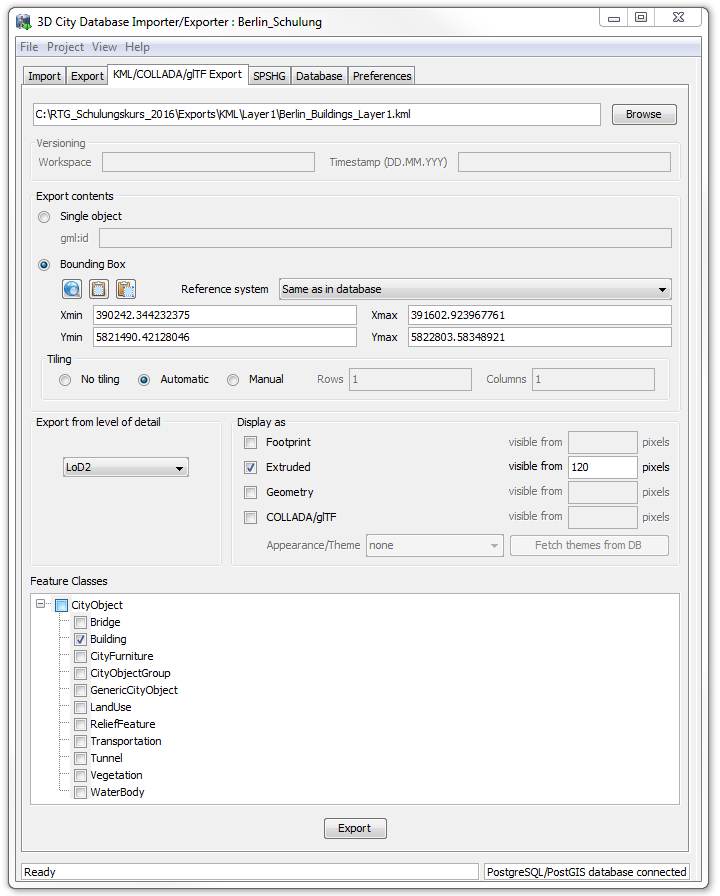 3D City Database Importer/Exporter : Berlin_Schulung
File Project View Help
Import Export KML/COLLADA/glTF Export SPSHG Database Preferences
C:\RTG_Schulungskurs_2016\Exports\KML\Layer1\Berlin_Buildings_Layer1.kml Browse
Versioning
Workspace Timestamp (DD.MM.YYY)
Export contents
Single object
gml:id
Bounding Box
Reference system Same as in database
Xmin 390242.344232375 Xmax 391602.923967761
Ymin 5821490.42128046 Ymax 5822803.58348921
Tiling
No tiling Automatic Manual Rows 1 Columns 1
Export from level of detail
LoD2
Display as
Footprint visible from pixels
Extruded visible from 120 pixels
Geometry visible from pixels
COLLADA/glTF visible from pixels
Appearance/Theme none Fetch themes from DB
Feature Classes
CityObject
Bridge
Building
CityFurniture
CityObjectGroup
GenericCityObject
LandUse
ReliefFeature
Transportation
Tunnel
Vegetation
WaterBody
Export
Ready PostgreSQL/PostGIS database connected